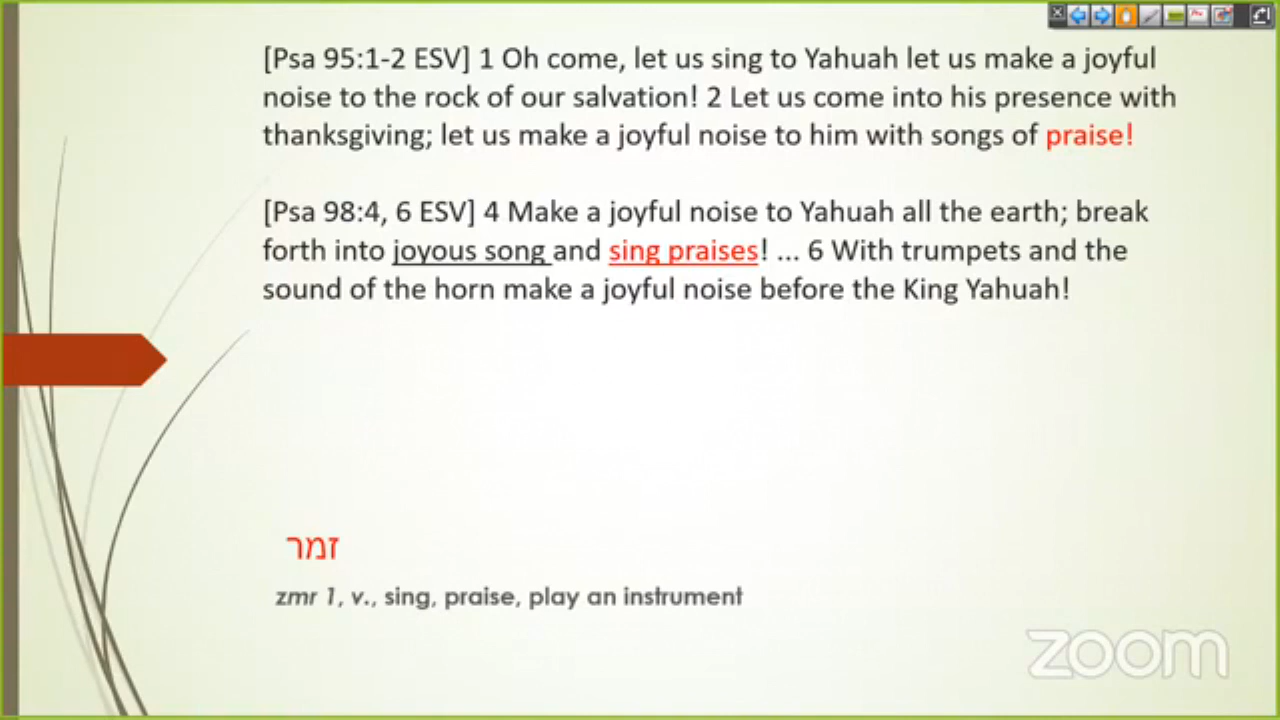 [Psa 95:1-2 ESV] 1 Oh come, let us sing to Yahuah let us make a joyful
noise to the rock of our salvation! 2 Let us come into his presence with
thanksgiving; let us make a joyful noise to him with songs of praise!
[Psa 98:4, 6 ESV] 4 Make a joyful noise to Yahuah all the earth; break
forth into joyous song and sing praises! ... 6 With trumpets and the
sound of the horn make a joyful noise before the King Yahuah!
זמר
zmr 1, v., sing, praise, play an instrument
zoom